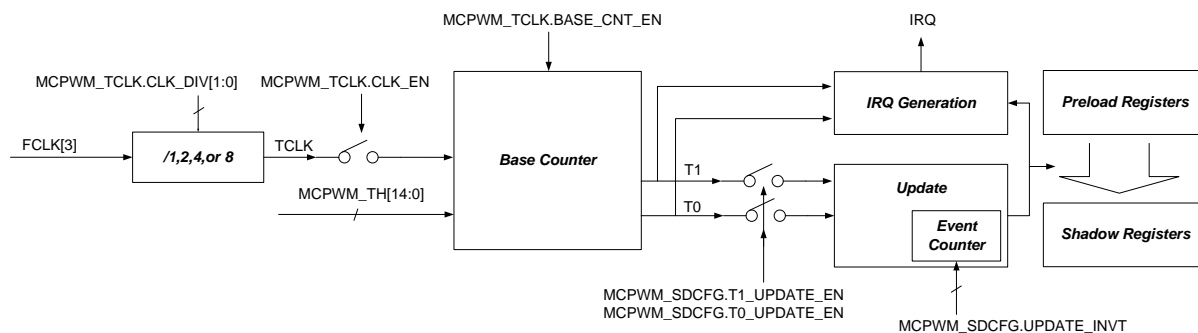 MCPWM_TCLK.BASE_CNT_EN
IRQ
MCPWM_TCLK.CLK_DIV[1:0]
MCPWM_TCLK.CLK_EN
IRQ Generation
Preload Registers
FCLK[3]
/1,2,4,or 8
TCLK
Base Counter
MCPWM_TH[14:0]
T1
T0
Update
Event
Counter
Shadow Registers
MCPWM_SDCFG.T1_UPDATE_EN
MCPWM_SDCFG.T0_UPDATE_EN
MCPWM_SDCFG.UPDATE_INVT